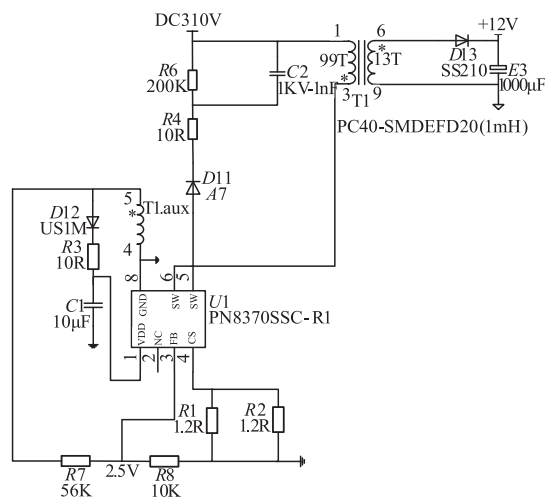 DC310V
+12V
1
6
R6
200K
C2
1KV-1nF
99T
*
*
13T
D13
SS210
E3
1000μF
3
T1
9
R4
10R
PC40-SMDEFD20(1mH)
D11
A7
5
T1.aux
*
4
D12
US1M
R3
10R
C1
10μF
8
6
5
GND
SW
SW
U1
PN8370SSC-R1
VDD
NC
FB
CS
1
2
3
4
R1
1.2R
R2
1.2R
R7
56K
2.5V
R8
10K